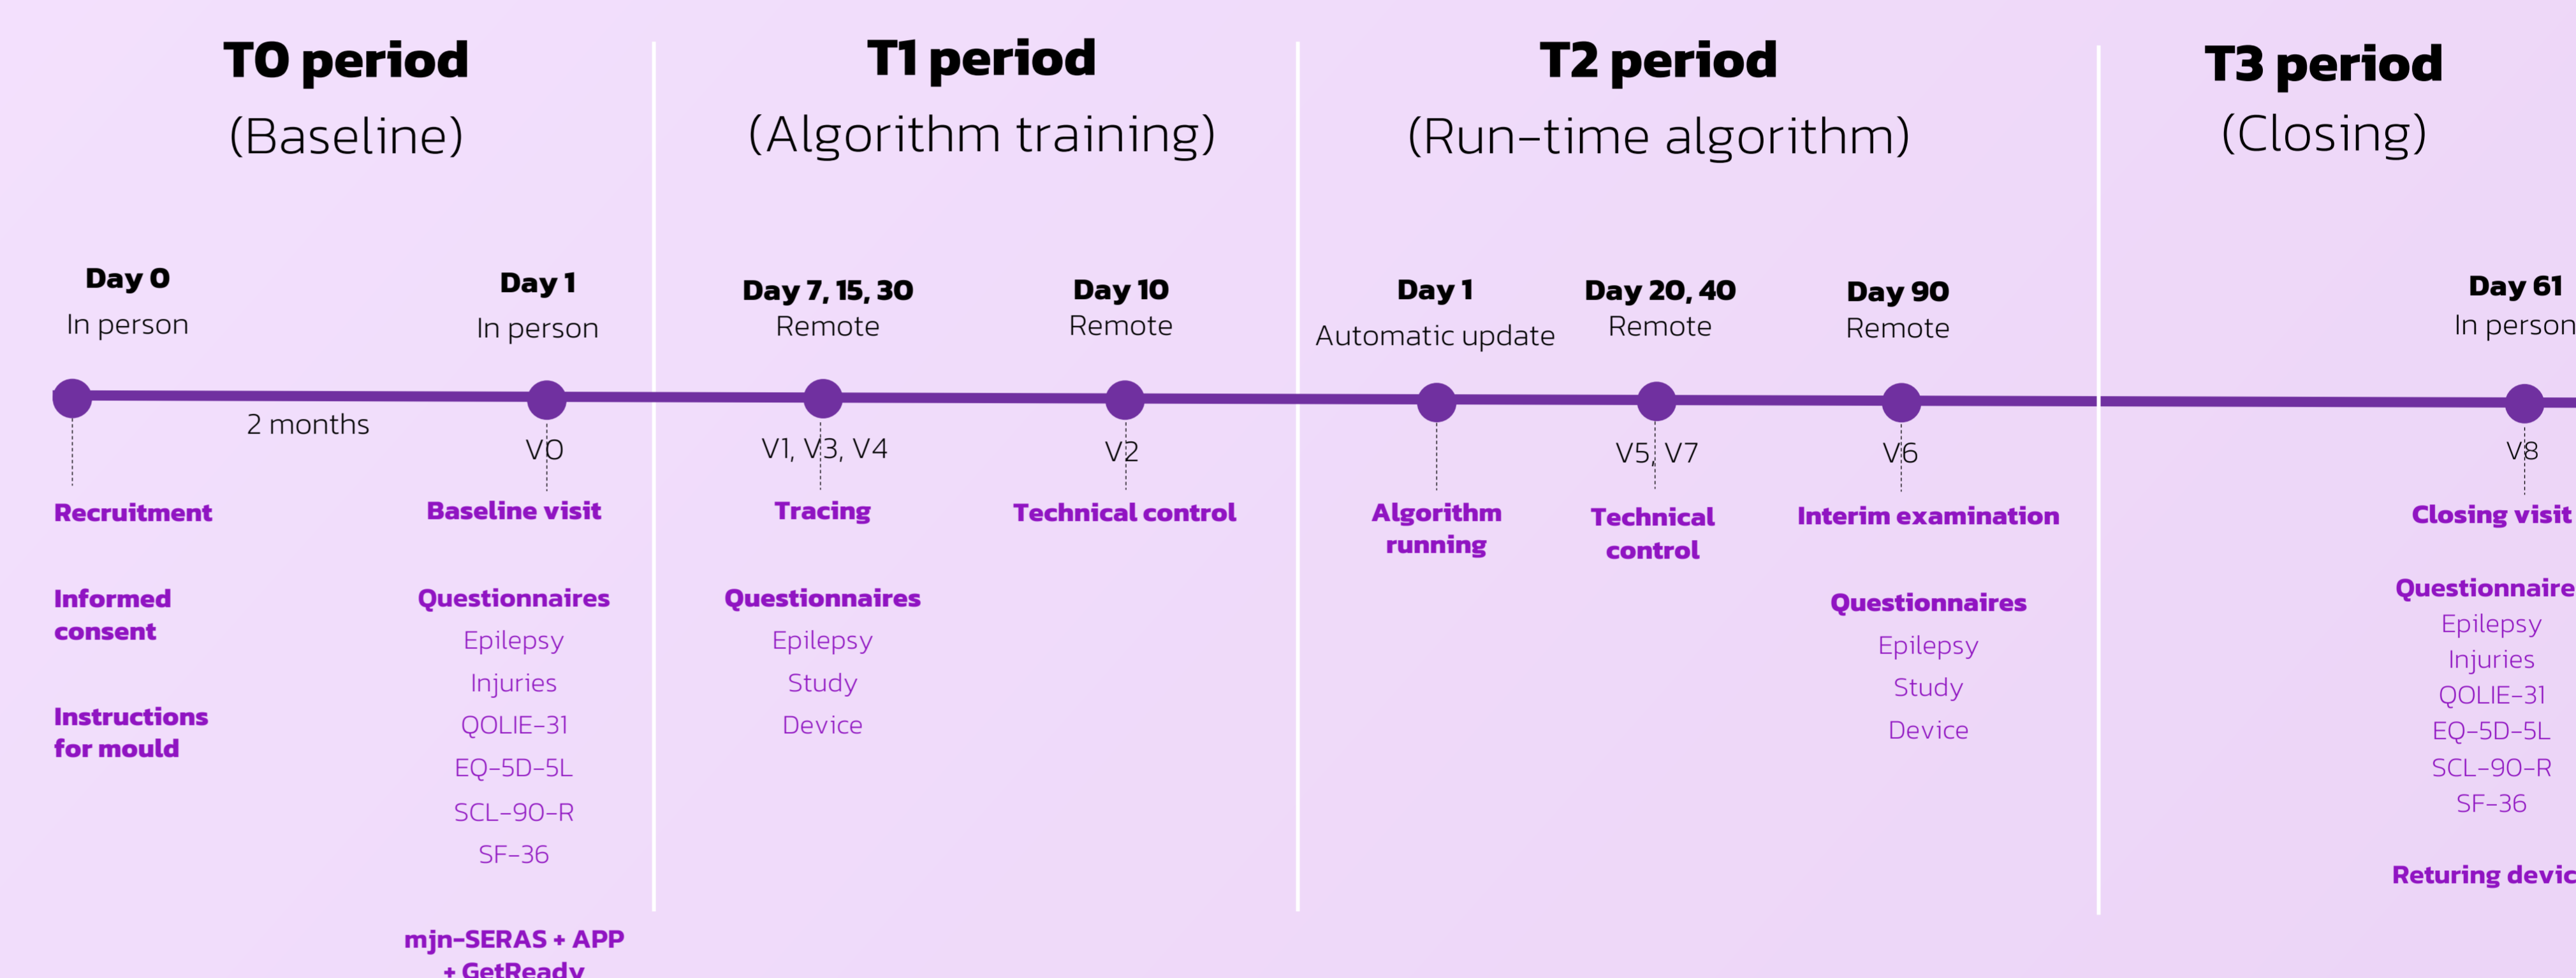 T0 period
(Baseline)
Day 0
In person
Day 1
In person
2 months
V0
Recruitment
Informed
consent
Instructions
for mould
Baseline visit
Questionnaires
Epilepsy
Injuries
QOLIE-31
EQ-5D-5L
SCL-90-R
SF-36
mjn-SERAS + APP
+ GetReady
T1 period
(Algorithm training)
Day 7, 15, 30
Remote
V1, V3, V4
Tracing
Questionnaires
Epilepsy
Study
Device
Day 10
Remote
V2
Technical control
T2 period
(Run-time algorithm)
Day 1
Automatic update
Algorithm
running
Day 20, 40
Remote
V5, V7
Technical
control
Day 90
Remote
V6
Interim examination
Questionnaires
Epilepsy
Study
Device
T3 period
(Closing)
Day 61
In person
V8
Closing visit
Questionnaire
Epilepsy
Injuries
QOLIE-31
EQ-5D-5L
SCL-90-R
SF-36
Returing devic